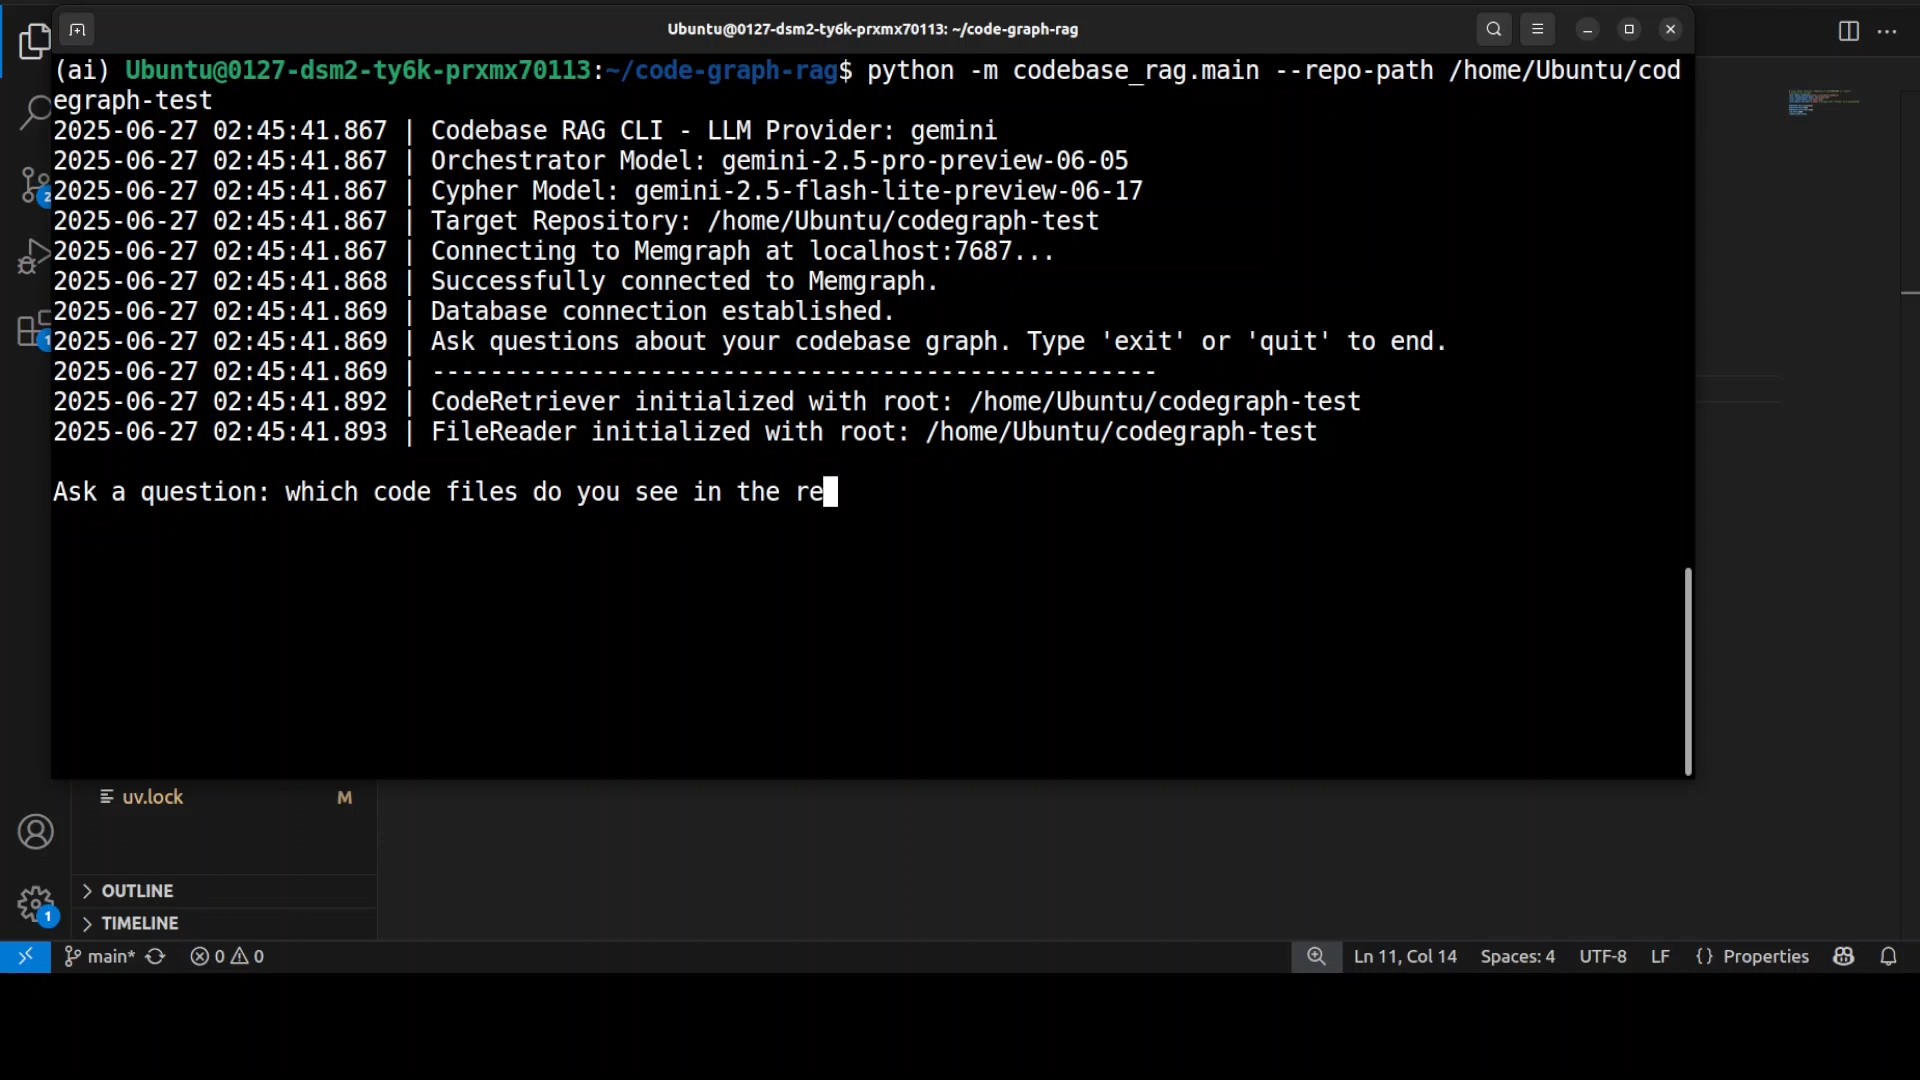 Ubuntu@0127-dsm2-ty6k-prxmx70113: ~/code-graph-rag
(ai) Ubuntu@0127-dsm2-ty6k-prxmx70113:~/code-graph-rag$ python -m codebase_rag.main --repo-path /home/Ubuntu/cod
egraph-test
2025-06-27 02:45:41.867 | Codebase RAG CLI - LLM Provider: gemini
2025-06-27 02:45:41.867 | Orchestrator Model: gemini-2.5-pro-preview-06-05
2025-06-27 02:45:41.867 | Cypher Model: gemini-2.5-flash-lite-preview-06-17
2025-06-27 02:45:41.867 | Target Repository: /home/Ubuntu/codegraph-test
2025-06-27 02:45:41.867 | Connecting to Memgraph at localhost:7687...
2025-06-27 02:45:41.868 | Successfully connected to Memgraph.
2025-06-27 02:45:41.869 | Database connection established.
2025-06-27 02:45:41.869 | Ask questions about your codebase graph. Type 'exit' or 'quit' to end.
2025-06-27 02:45:41.869 | --------------------------------------------------
2025-06-27 02:45:41.892 | CodeRetriever initialized with root: /home/Ubuntu/codegraph-test
2025-06-27 02:45:41.893 | FileReader initialized with root: /home/Ubuntu/codegraph-test
Ask a question: which code files do you see in the re
2
1
uv.lock M
OUTLINE
1
TIMELINE
main* 0 0 Ln 11, Col 14 Spaces: 4 UTF-8 LF {} Properties